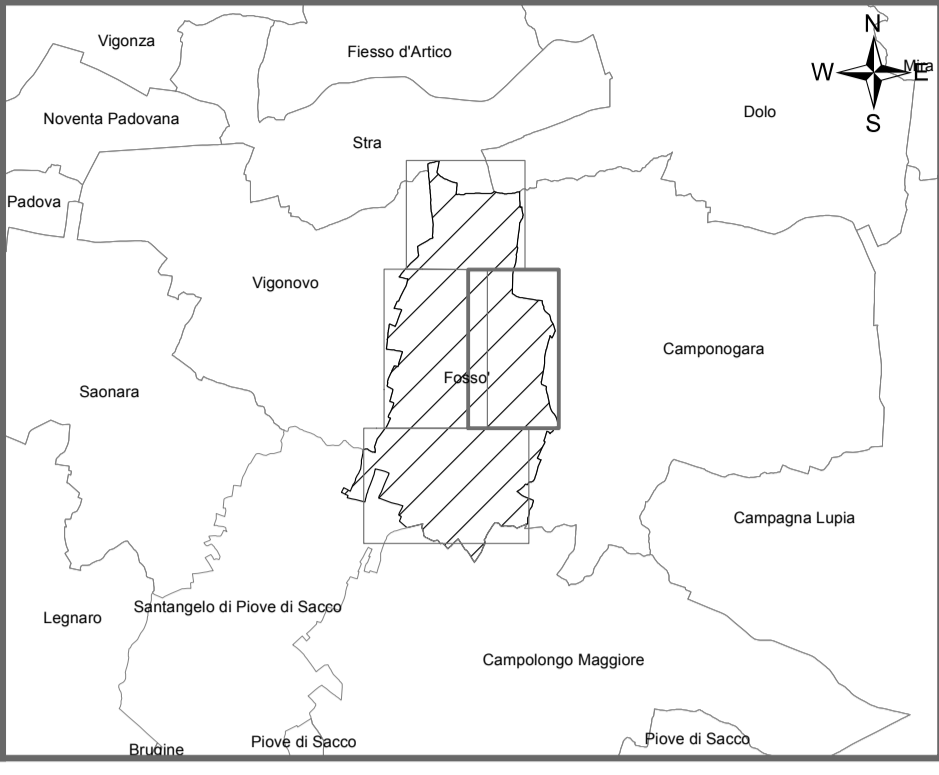 N
Vigonza
Fiesso d'Artico
Mira
W
E
Noventa Padovana
Dolo
S
Stra
Padova
Vigonovo
Camponogara
Fosso'
Saonara
Campagna Lupia
Santangelo di Piove di Sacco
Legnaro
Campolongo Maggiore
Piove di Sacco
Piove di Sacco
Brugine